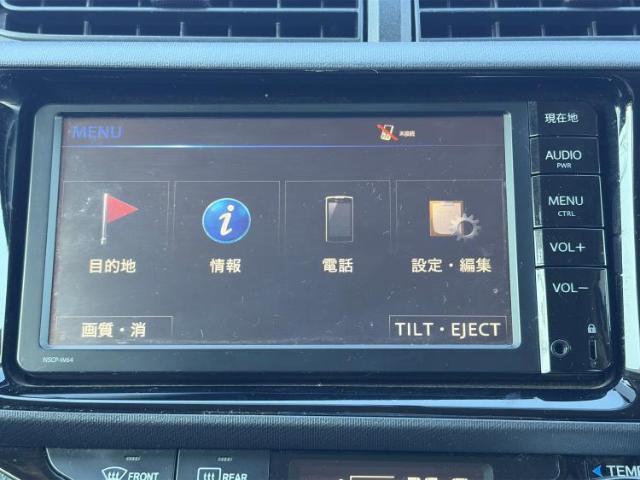 MENU 未接続
現在地
AUDIO
PWR
MENU
CTRL
VOL+
VOL−
目的地 情報 電話 設定・編集
画質・消 TILT・EJECT
NSCP-W64
FRONT REAR TEMP